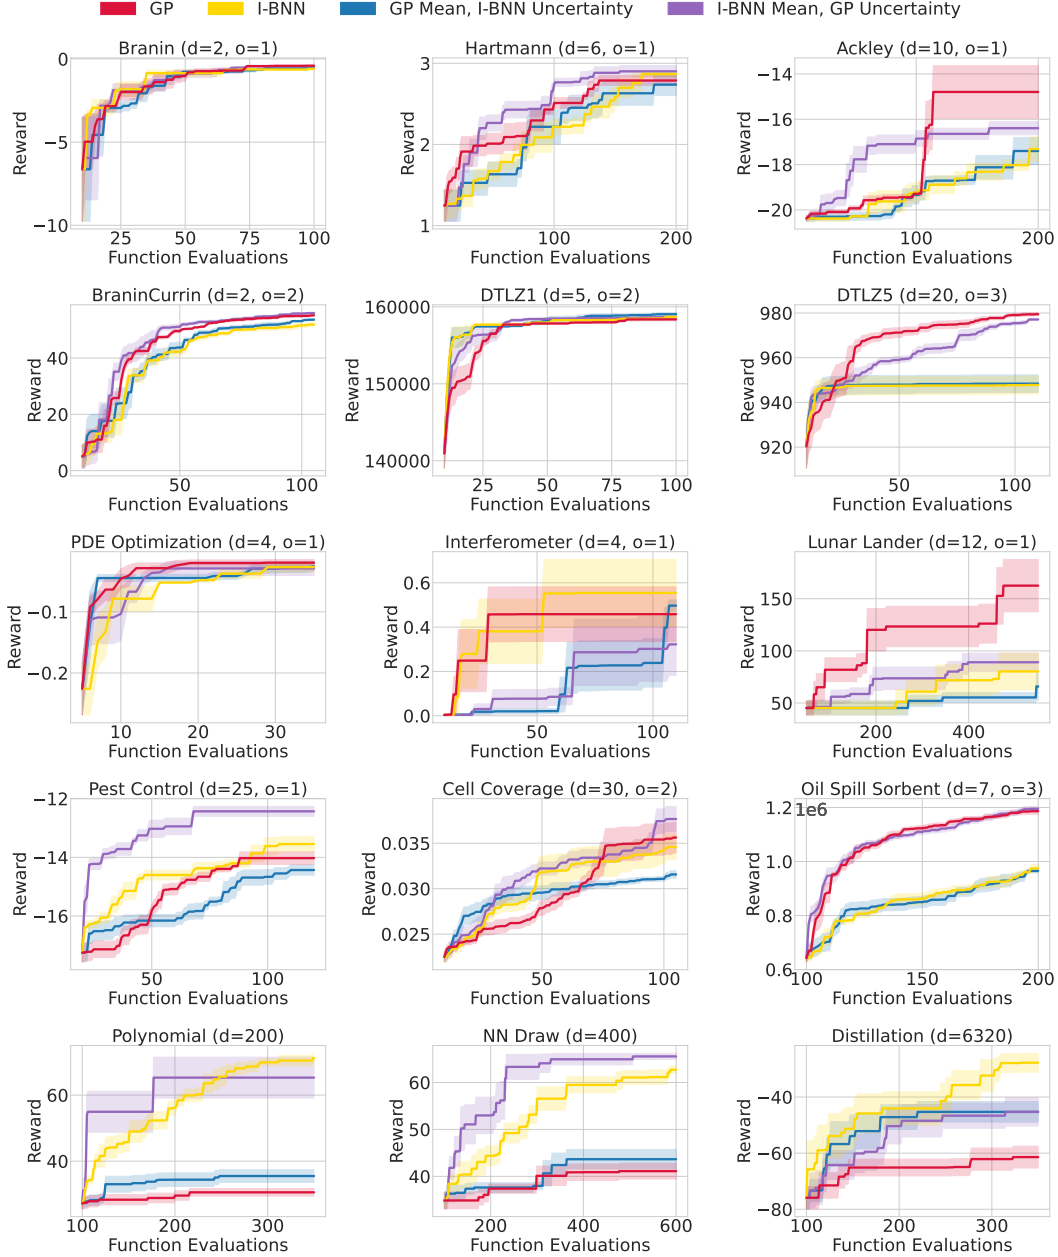 GP I-BNN GP Mean, I-BNN Uncertainty I-BNN Mean, GP Uncertainty
Branin (d=2, o=1) Hartmann (d=6, o=1) Ackley (d=10, o=1)
Reward
0
−5
−10
25 50 75 100
Function Evaluations
Reward
3
2
1
100 200
Function Evaluations
Reward
−14
−16
−18
−20
100 200
Function Evaluations
BraninCurrin (d=2, o=2) DTLZ1 (d=5, o=2) DTLZ5 (d=20, o=3)
Reward
40
20
0
50 100
Function Evaluations
Reward
160000
150000
140000
25 50 75 100
Function Evaluations
Reward
980
960
940
920
50 100
Function Evaluations
PDE Optimization (d=4, o=1) Interferometer (d=4, o=1) Lunar Lander (d=12, o=1)
Reward
−0.1
−0.2
10 20 30
Function Evaluations
Reward
0.6
0.4
0.2
0.0
50 100
Function Evaluations
Reward
150
100
50
200 400
Function Evaluations
Pest Control (d=25, o=1) Cell Coverage (d=30, o=2) Oil Spill Sorbent (d=7, o=3)
Reward
−12
−14
−16
50 100
Function Evaluations
Reward
0.035
0.030
0.025
50 100
Function Evaluations
Reward
1e6
1.2
1.0
0.8
0.6
100 150 200
Function Evaluations
Polynomial (d=200) NN Draw (d=400) Distillation (d=6320)
Reward
60
40
100 200 300
Function Evaluations
Reward
60
50
40
200 400 600
Function Evaluations
Reward
−40
−60
−80
100 200 300
Function Evaluations